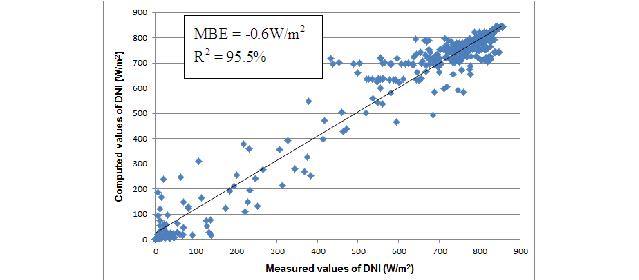 900
800
700
600
500
400
300
200
100
0
MBE = -0.6W/m²
R² = 95.5%
Computed values of DNI (W/m²)
0 100 200 300 400 500 600 700 800 900
Measured values of DNI (W/m²)